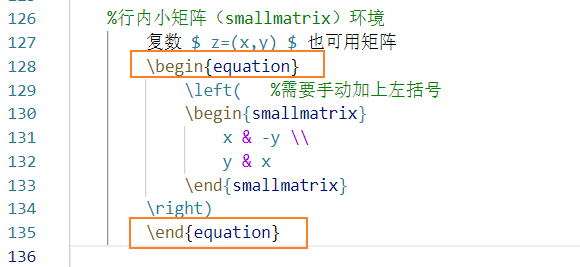 126 %行内小矩阵（smallmatrix）环境
127 复数 $ z=(x,y) $ 也可用矩阵
128 \begin{equation}
129 \left( %需要手动加上左括号
130 \begin{smallmatrix}
131 x & -y \\
132 y & x
133 \end{smallmatrix}
134 \right)
135 \end{equation}
136